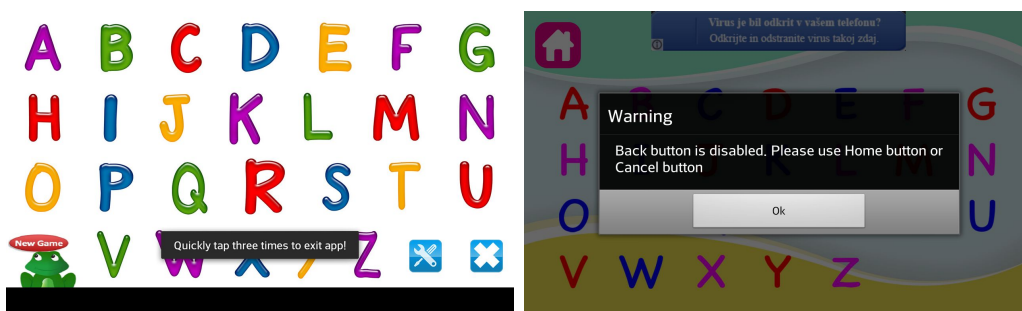 A B C D E F G
H I J K L M N
O P Q R S T U
New Game
V W X Y Z
Quickly tap three times to exit app!
Virus je bil odkrit v vašem telefonu?
Odkrijte in odstranite virus takoj zdaj.
A B C D E F G
Warning
Back button is disabled. Please use Home button or
Cancel button
H N
Ok
O U
V W X Y Z